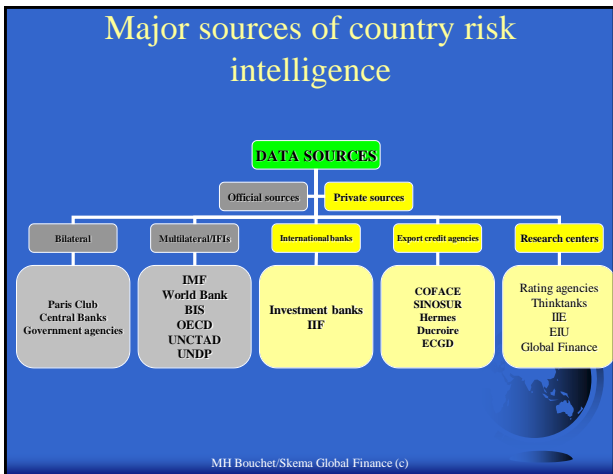 Major sources of country risk
intelligence
DATA SOURCES
Official sources
Private sources
Bilateral
Multilateral/IFIs
International banks
Export credit agencies
Research centers
Paris Club
Central Banks
Government agencies
IMF
World Bank
BIS
OECD
UNCTAD
UNDP
Investment banks
IIF
COFACE
SINOSUR
Hermes
Ducroire
ECGD
Rating agencies
Thinktanks
IIE
EIU
Global Finance
MH Bouchet/Skema Global Finance (c)